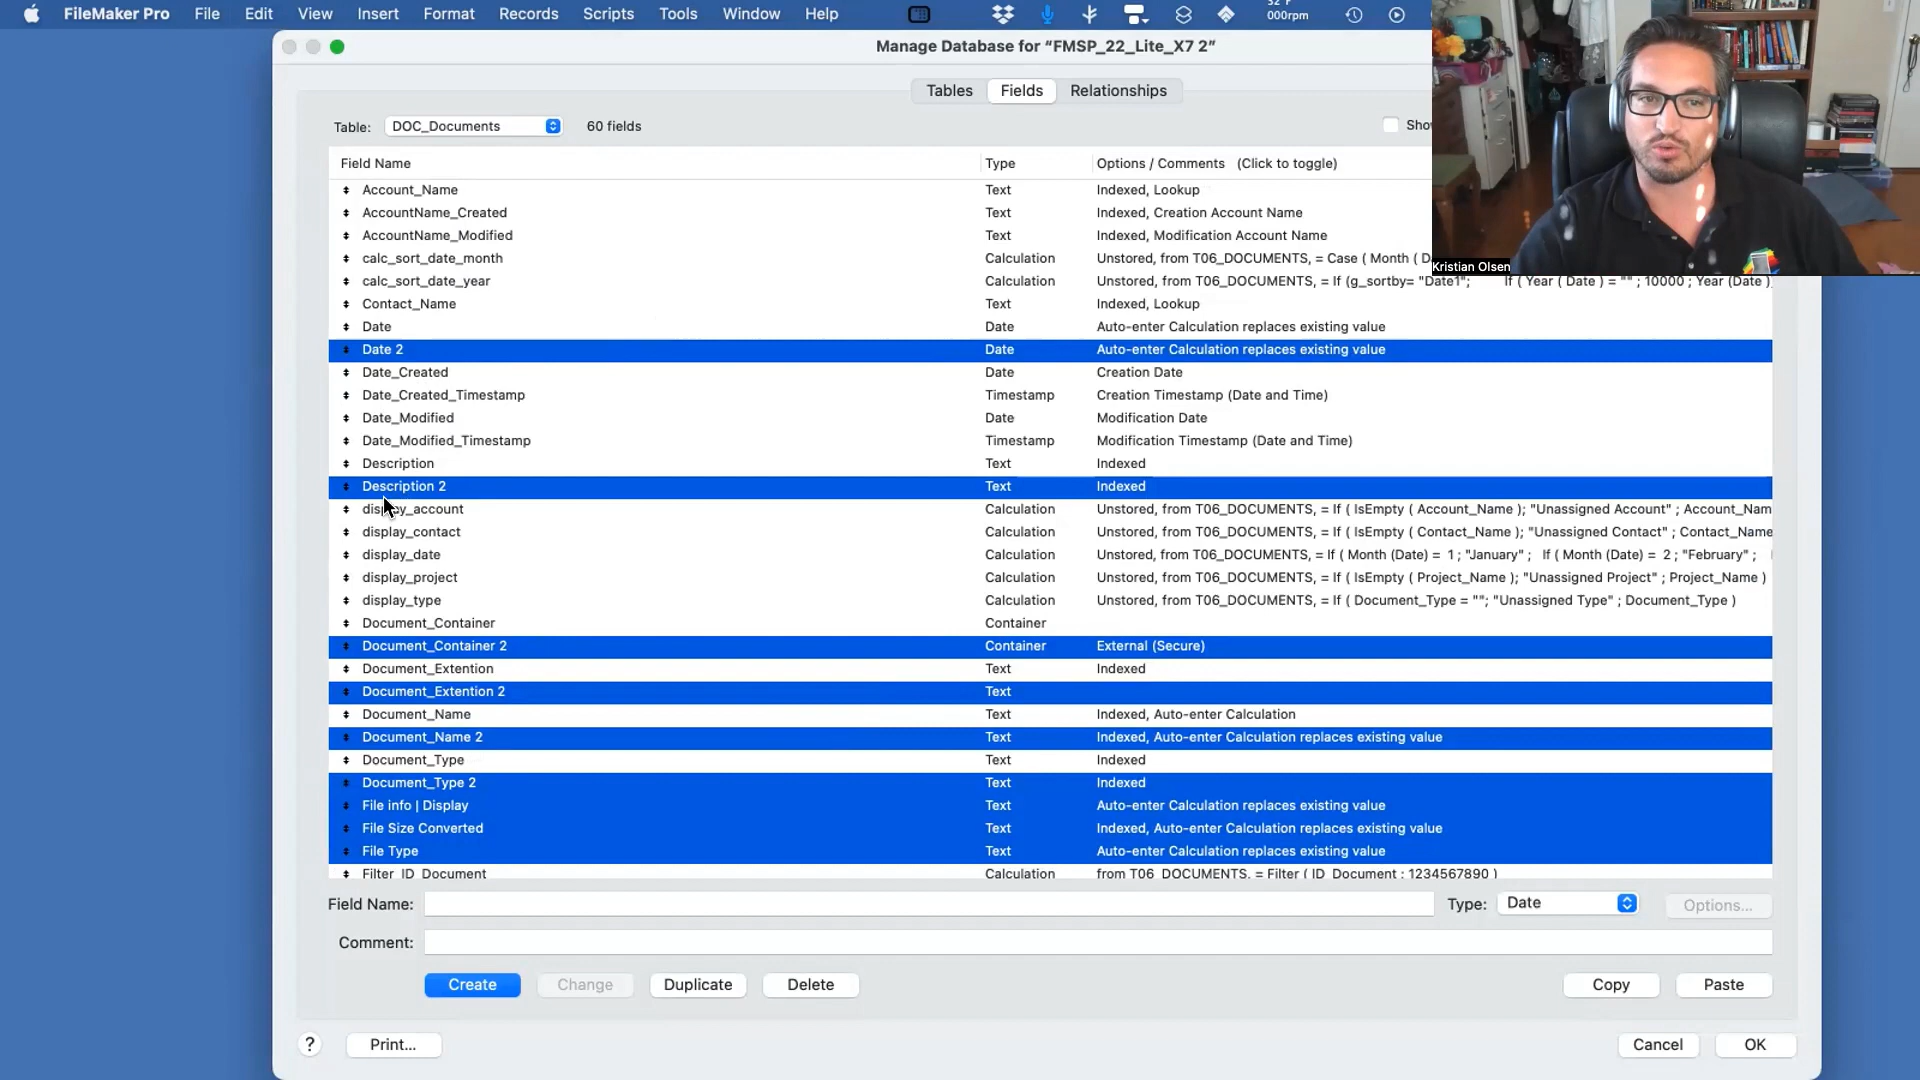 FileMaker Pro File Edit View Insert Format Records Scripts Tools Window Help
000rpm
Manage Database for “FMSP_22_Lite_X7 2”
Tables Fields Relationships
Table: DOC_Documents 60 fields
Field Name Type Options / Comments (Click to toggle)
Account_Name Text Indexed, Lookup
AccountName_Created Text Indexed, Creation Account Name
AccountName_Modified Text Indexed, Modification Account Name
calc_sort_date_month Calculation Unstored, from T06_DOCUMENTS, = Case ( Month ( D
Kristian Olsen
calc_sort_date_year Calculation Unstored, from T06_DOCUMENTS, = If (g_sortby= "Date1"; If ( Year ( Date ) = "" ; 10000 ; Year (Date )
Contact_Name Text Indexed, Lookup
Date Date Auto-enter Calculation replaces existing value
Date 2 Date Auto-enter Calculation replaces existing value
Date_Created Date Creation Date
Date_Created_Timestamp Timestamp Creation Timestamp (Date and Time)
Date_Modified Date Modification Date
Date_Modified_Timestamp Timestamp Modification Timestamp (Date and Time)
Description Text Indexed
Description 2 Text Indexed
display_account Calculation Unstored, from T06_DOCUMENTS, = If ( IsEmpty ( Account_Name ); "Unassigned Account" ; Account_Nam
display_contact Calculation Unstored, from T06_DOCUMENTS, = If ( IsEmpty ( Contact_Name ); "Unassigned Contact" ; Contact_Name
display_date Calculation Unstored, from T06_DOCUMENTS, = If ( Month (Date) = 1 ; "January" ; If ( Month (Date) = 2 ; "February" ;
display_project Calculation Unstored, from T06_DOCUMENTS, = If ( IsEmpty ( Project_Name ); "Unassigned Project" ; Project_Name )
display_type Calculation Unstored, from T06_DOCUMENTS, = If ( Document_Type = ""; "Unassigned Type" ; Document_Type )
Document_Container Container
Document_Container 2 Container External (Secure)
Document_Extention Text Indexed
Document_Extention 2 Text
Document_Name Text Indexed, Auto-enter Calculation
Document_Name 2 Text Indexed, Auto-enter Calculation replaces existing value
Document_Type Text Indexed
Document_Type 2 Text Indexed
File info | Display Text Auto-enter Calculation replaces existing value
File Size Converted Text Indexed, Auto-enter Calculation replaces existing value
File Type Text Auto-enter Calculation replaces existing value
Filter_ID_Document Calculation from T06_DOCUMENTS, = Filter ( ID_Document ; 1234567890 )
Field Name: Type: Date Options...
Comment:
Create Change Duplicate Delete Copy Paste
? Print... Cancel OK